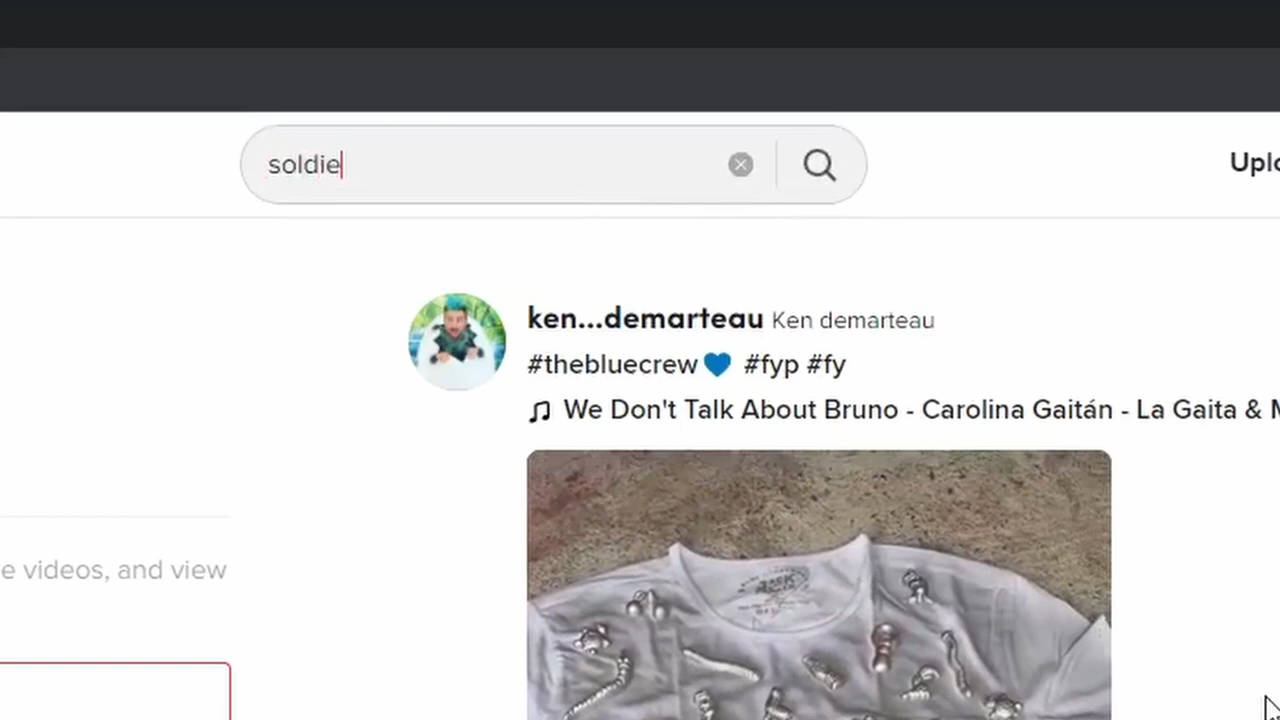 soldie
Uplo
ken...demarteau Ken demarteau
#thebluecrew💙 #fyp #fy
We Don't Talk About Bruno - Carolina Gaitán - La Gaita & M
e videos, and view